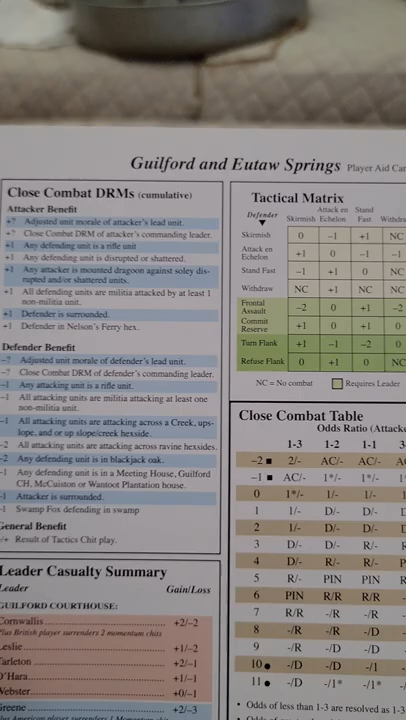 Guilford and Eutaw Springs Player Aid Car
Close Combat DRMs (cumulative)
Attacker Benefit
+? Adjusted unit morale of attacker's lead unit.
+? Close Combat DRM of attacker's commanding leader.
+1 Any defending unit is a rifle unit
+1 Any defending unit is disrupted or shattered.
+1 Any attacker is mounted dragoon against soley dis-
rupted and/or shattered units.
+1 All defending units are militia attacked by at least 1
non-militia unit.
+1 Defender is surrounded.
+1 Defender in Nelson's Ferry hex.
Defender Benefit
-? Adjusted unit morale of defender's lead unit.
-? Close Combat DRM of defender's commanding leader.
-1 Any attacking unit is a rifle unit.
-1 All attacking units are militia attacking at least one
non-militia unit.
-1 All attacking units are attacking across a Creek, ups-
lope, and or up slope/creek hexside.
-2 All attacking units are attacking across ravine hexsides.
-2 Any defending unit is in blackjack oak.
-1 Any defending unit is in a Meeting House, Guilford
CH, McCuiston or Wantoot Plantation house.
-1 Attacker is surrounded.
-1 Swamp Fox defending in swamp
General Benefit
-/+ Result of Tactics Chit play.
Leader Casualty Summary
Leader Gain/Loss
GUILFORD COURTHOUSE:
Cornwallis +2/-2
Plus British player surrenders 2 momentum chits
Leslie +1/-2
Tarleton +2/-1
O'Hara +1/-1
Webster +0/-1
Greene +2/-3
Plus American player surrenders 1 Momentum chit
Tactical Matrix
Defender Skirmish Attack en Echelon Stand Fast Withdra
Skirmish 0 -1 +1 NC
Attack en
Echelon +1 0 -1 -1
Stand Fast -1 +1 0 NC
Withdraw NC +1 NC NC
Frontal
Assault -2 0 +1 -2
Commit
Reserve +1 0 +1 0
Turn Flank +1 -1 -2 0
Refuse Flank 0 +1 0 NC
NC = No combat Requires Leader
Close Combat Table
Odds Ratio (Attacke
1-3 1-2 1-1 3-
-2 ■ 2/- AC/- AC/- A
-1 ■ AC/- 1*/- 1*/- 1
0 1*/- 1/- 1/- 1
1 1/- D/- D/- D
2 1/- D/- D/-
3 D/- D/- R/-
4 D/- R/- R/- P
5 R/- PIN PIN R
6 PIN R/R R/R
7 R/R -/R -/R
8 -/R -/R -/D
9 -/R -/D -/D
10 ● -/D -/D -/1
11 ● -/D -/1* -/1*
• Odds of less than 1-3 are resolved as 1-3